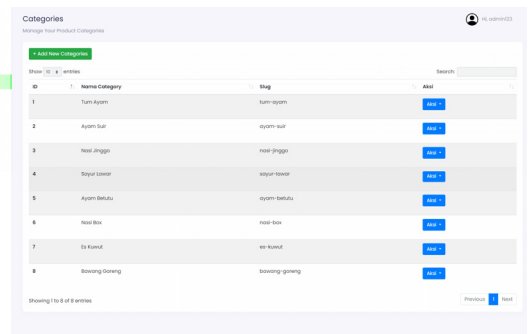 Categories
Hi, admin123
Manage Your Product Categories
+ Add New Categories
Show 10 entries
Search:
ID Nama Category Slug Aksi
1 Tum Ayam tum-ayam Aksi
2 Ayam Suir ayam-suir Aksi
3 Nasi Jinggo nasi-jinggo Aksi
4 Sayur Lawar sayur-lawar Aksi
5 Ayam Betutu ayam-betutu Aksi
6 Nasi Box nasi-box Aksi
7 Es Kuwut es-kuwut Aksi
8 Bawang Goreng bawang-goreng Aksi
Showing 1 to 8 of 8 entries
Previous 1 Next